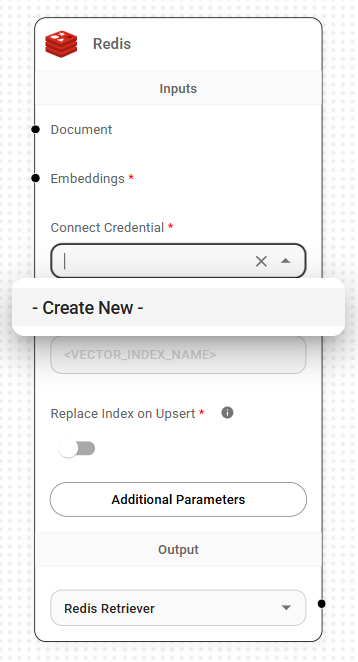 Redis
Inputs
Document
Embeddings *
Connect Credential *
- Create New -
<VECTOR_INDEX_NAME>
Replace Index on Upsert *
Additional Parameters
Output
Redis Retriever